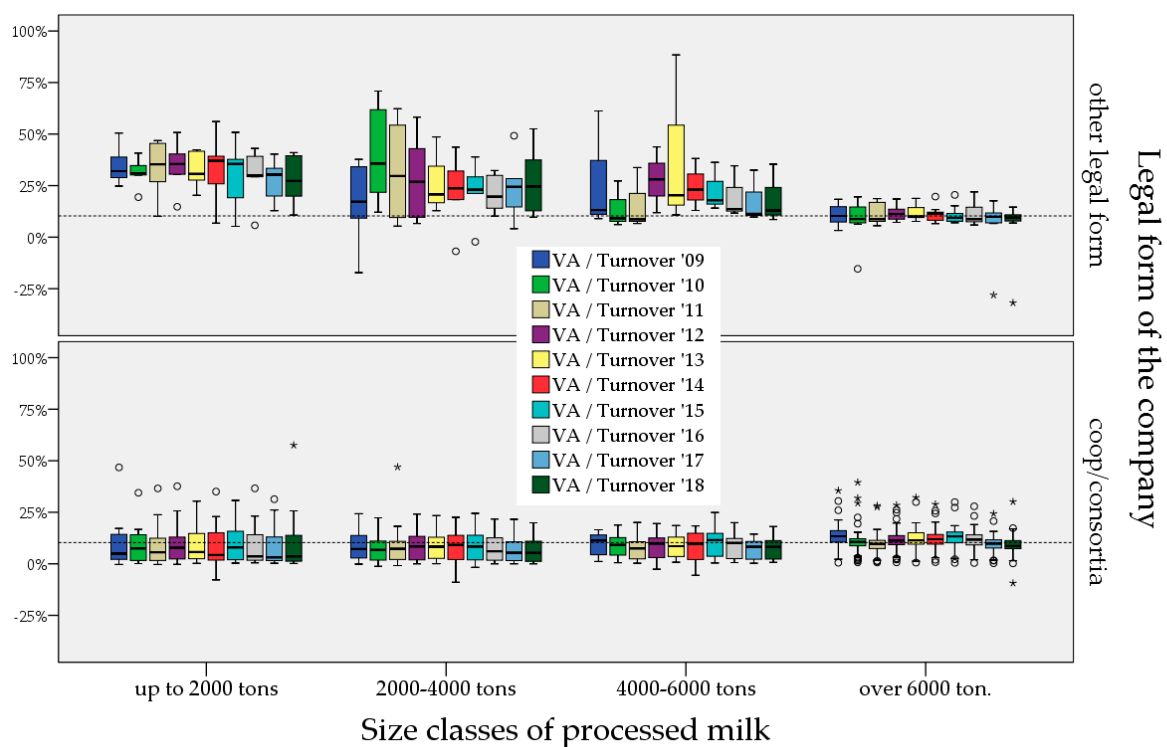 100%
75%
50%
25%
0%
-25%
other legal form
VA / Turnover '09
VA / Turnover '10
VA / Turnover '11
VA / Turnover '12
VA / Turnover '13
VA / Turnover '14
VA / Turnover '15
VA / Turnover '16
VA / Turnover '17
VA / Turnover '18
100%
75%
50%
25%
0%
-25%
coop/consortia
Legal form of the company
up to 2000 tons
2000-4000 tons
4000-6000 tons
over 6000 ton.
Size classes of processed milk